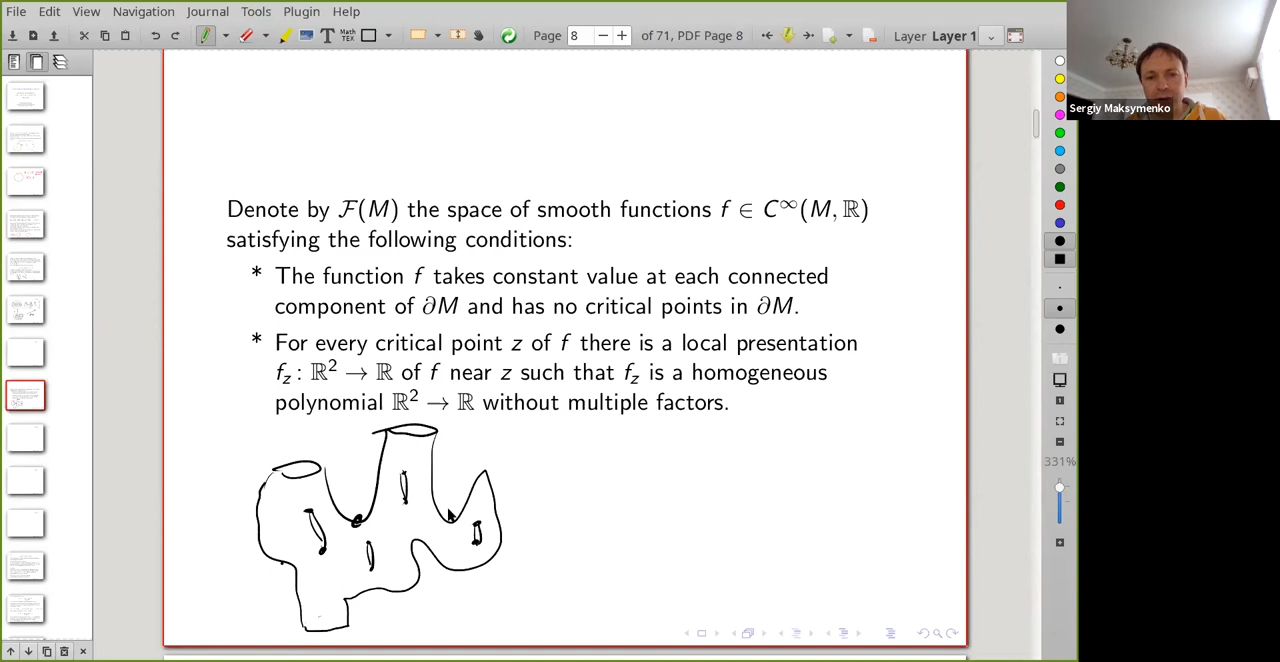 File Edit View Journal Tools Plugin Help
Math TEX
Page 8 of 71, PDF Page 8
Layer Layer 1
Sergiy Maksymenko
Denote by 𝓕(M) the space of smooth functions f ∈ C^∞(M, ℝ)
satisfying the following conditions:
* The function f takes constant value at each connected
component of ∂M and has no critical points in ∂M.
* For every critical point z of f there is a local presentation
f_z : ℝ² → ℝ of f near z such that f_z is a homogeneous
polynomial ℝ² → ℝ without multiple factors.
331%